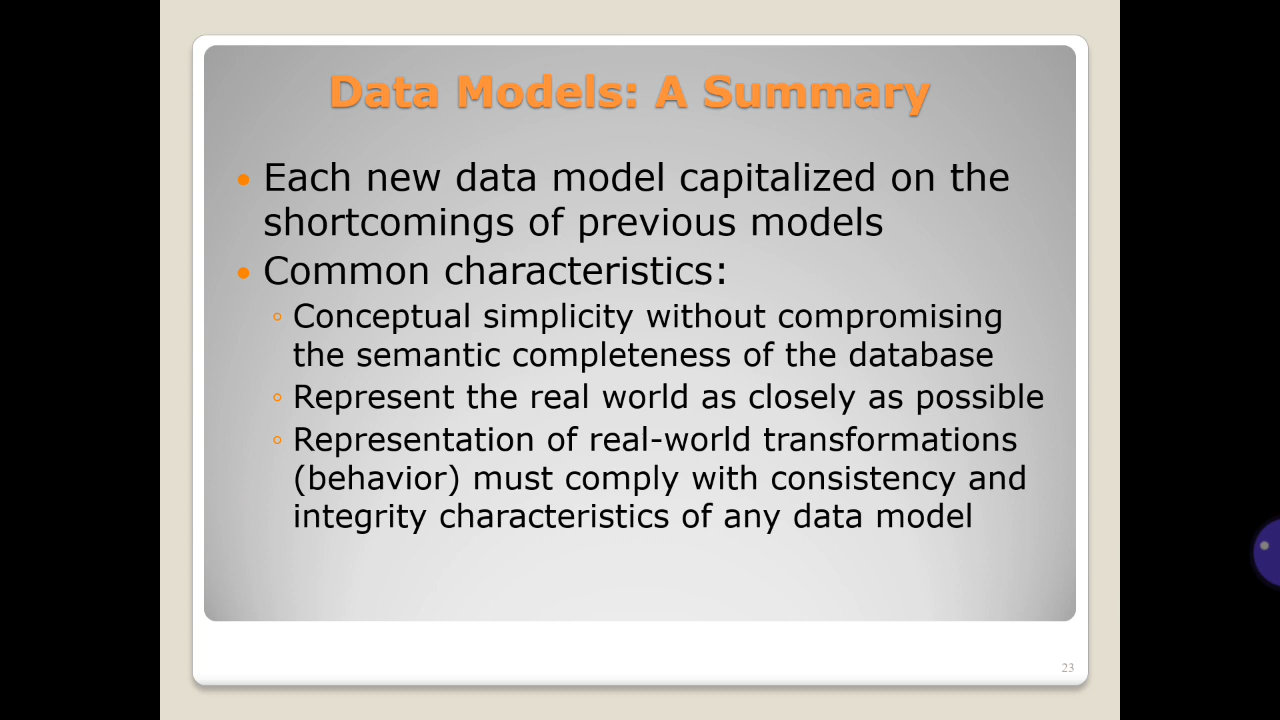 Data Models: A Summary
• Each new data model capitalized on the
shortcomings of previous models
• Common characteristics:
◦ Conceptual simplicity without compromising
the semantic completeness of the database
◦ Represent the real world as closely as possible
◦ Representation of real-world transformations
(behavior) must comply with consistency and
integrity characteristics of any data model
23